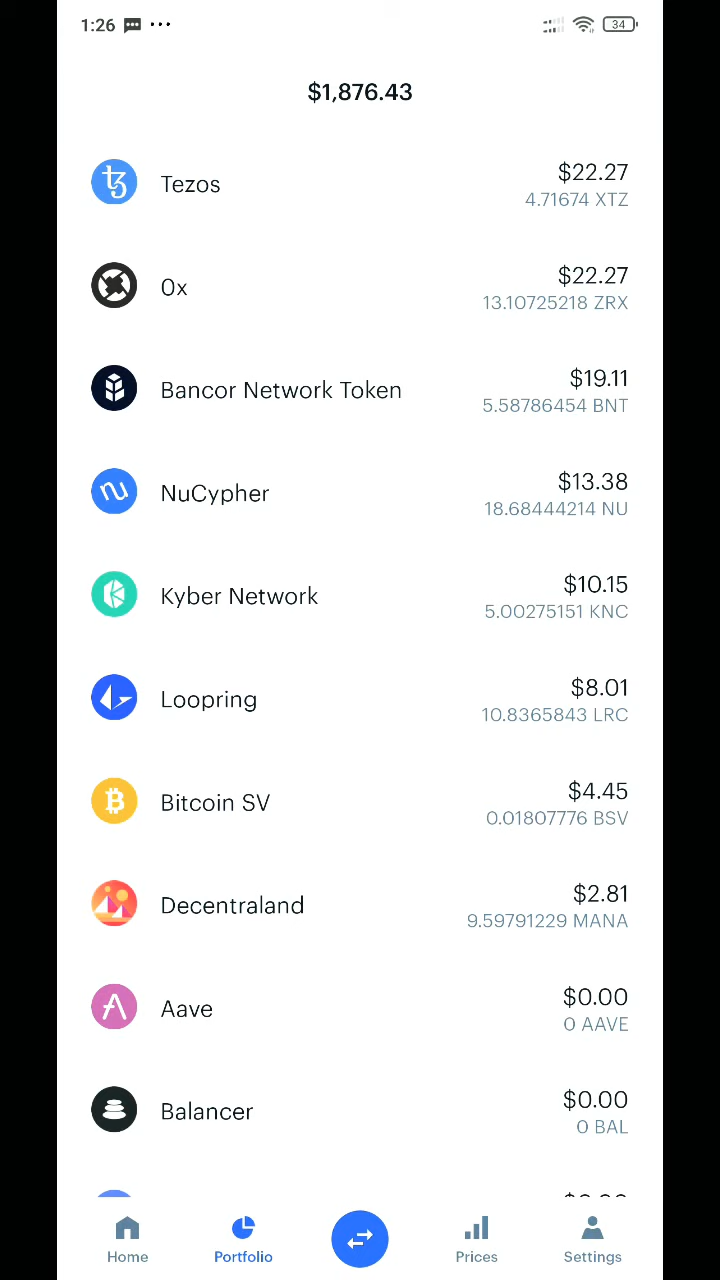 1:26
34
$1,876.43
Tezos
$22.27
4.71674 XTZ
0x
$22.27
13.10725218 ZRX
Bancor Network Token
$19.11
5.58786454 BNT
NuCypher
$13.38
18.68444214 NU
Kyber Network
$10.15
5.00275151 KNC
Loopring
$8.01
10.8365843 LRC
Bitcoin SV
$4.45
0.01807776 BSV
Decentraland
$2.81
9.59791229 MANA
Aave
$0.00
0 AAVE
Balancer
$0.00
0 BAL
Home
Portfolio
Prices
Settings